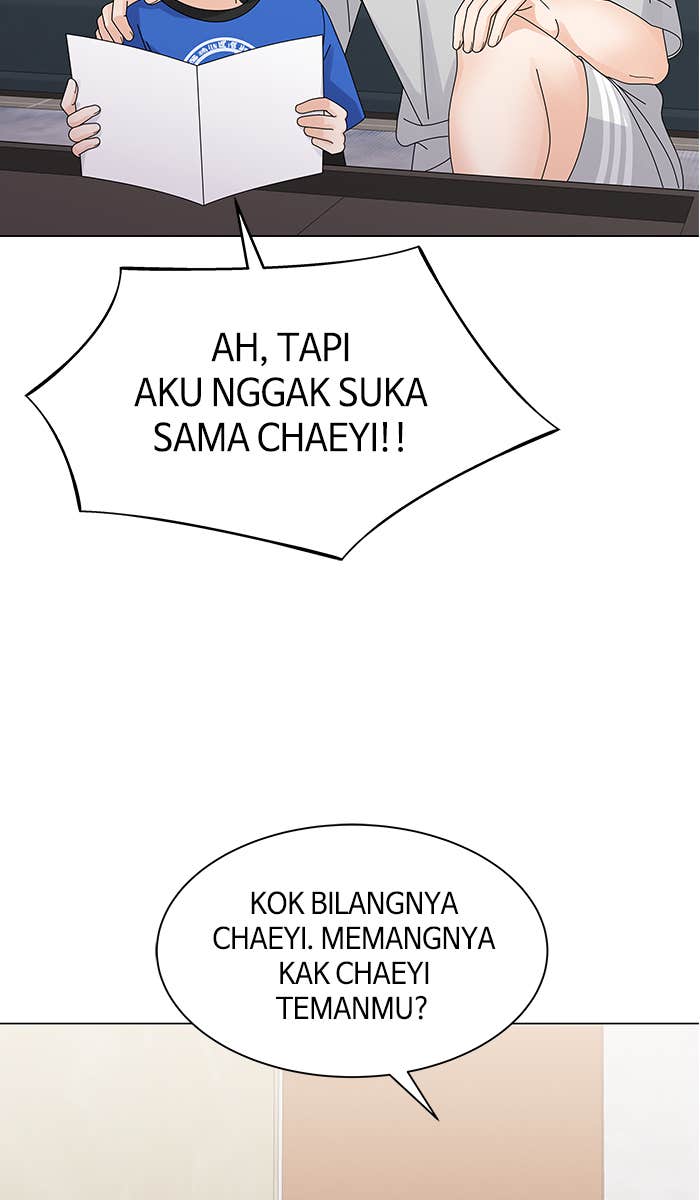 AH, TAPI
AKU NGGAK SUKA
SAMA CHAEYI!!
KOK BILANGNYA
CHAEYI. MEMANGNYA
KAK CHAEYI
TEMANMU?